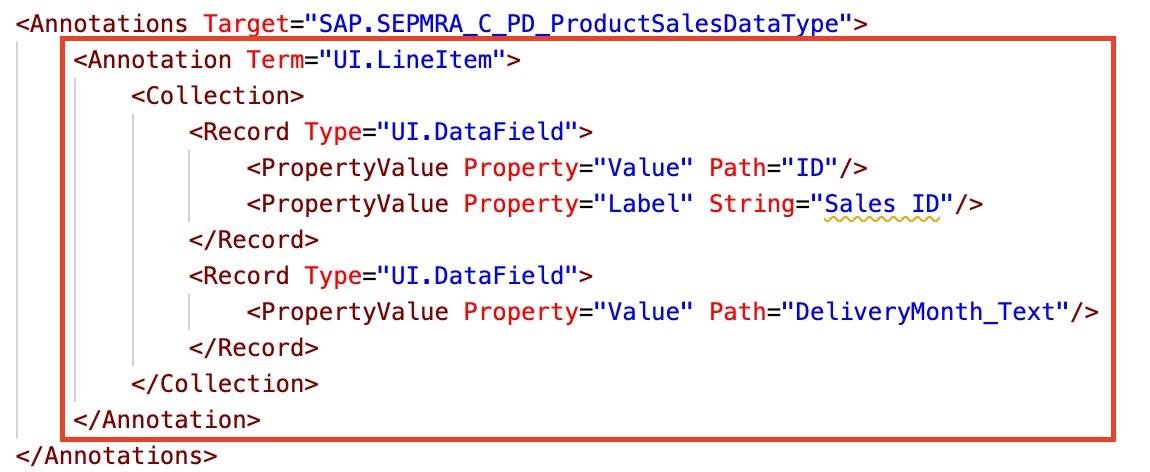 <Annotations Target="SAP.SEPMRA_C_PD_ProductSalesDataType">
<Annotation Term="UI.LineItem">
<Collection>
<Record Type="UI.DataField">
<PropertyValue Property="Value" Path="ID"/>
<PropertyValue Property="Label" String="Sales ID"/>
</Record>
<Record Type="UI.DataField">
<PropertyValue Property="Value" Path="DeliveryMonth_Text"/>
</Record>
</Collection>
</Annotation>
</Annotations>